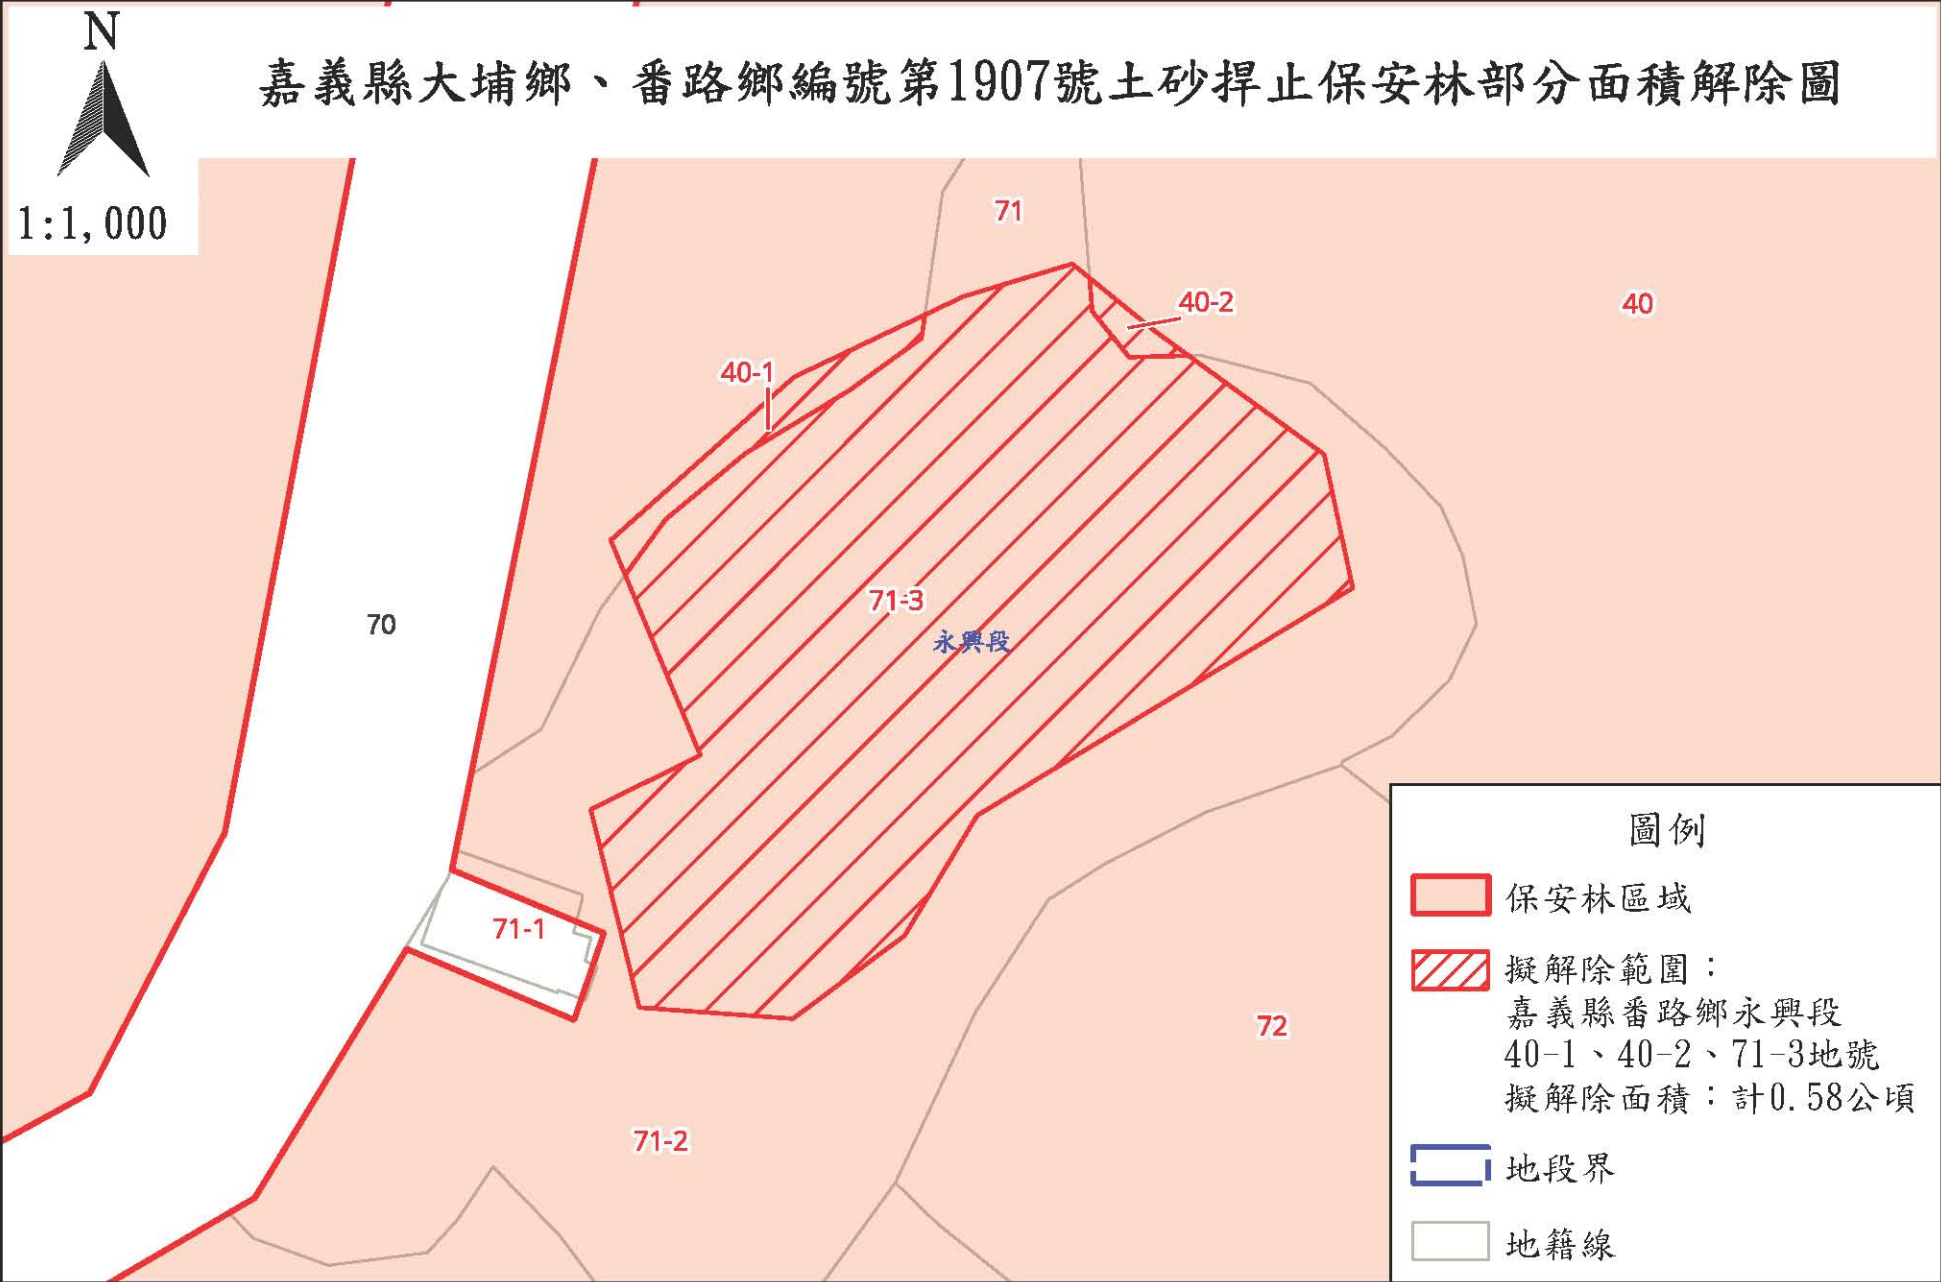 N
嘉義縣大埔鄉、番路鄉編號第1907號土砂捍止保安林部分面積解除圖
1:1,000
71
40-2
40
40-1
71-3
70
永興段
71-1
72
71-2
圖例
保安林區域
擬解除範圍：
嘉義縣番路鄉永興段
40-1、40-2、71-3地號
擬解除面積：計0.58公頃
地段界
地籍線